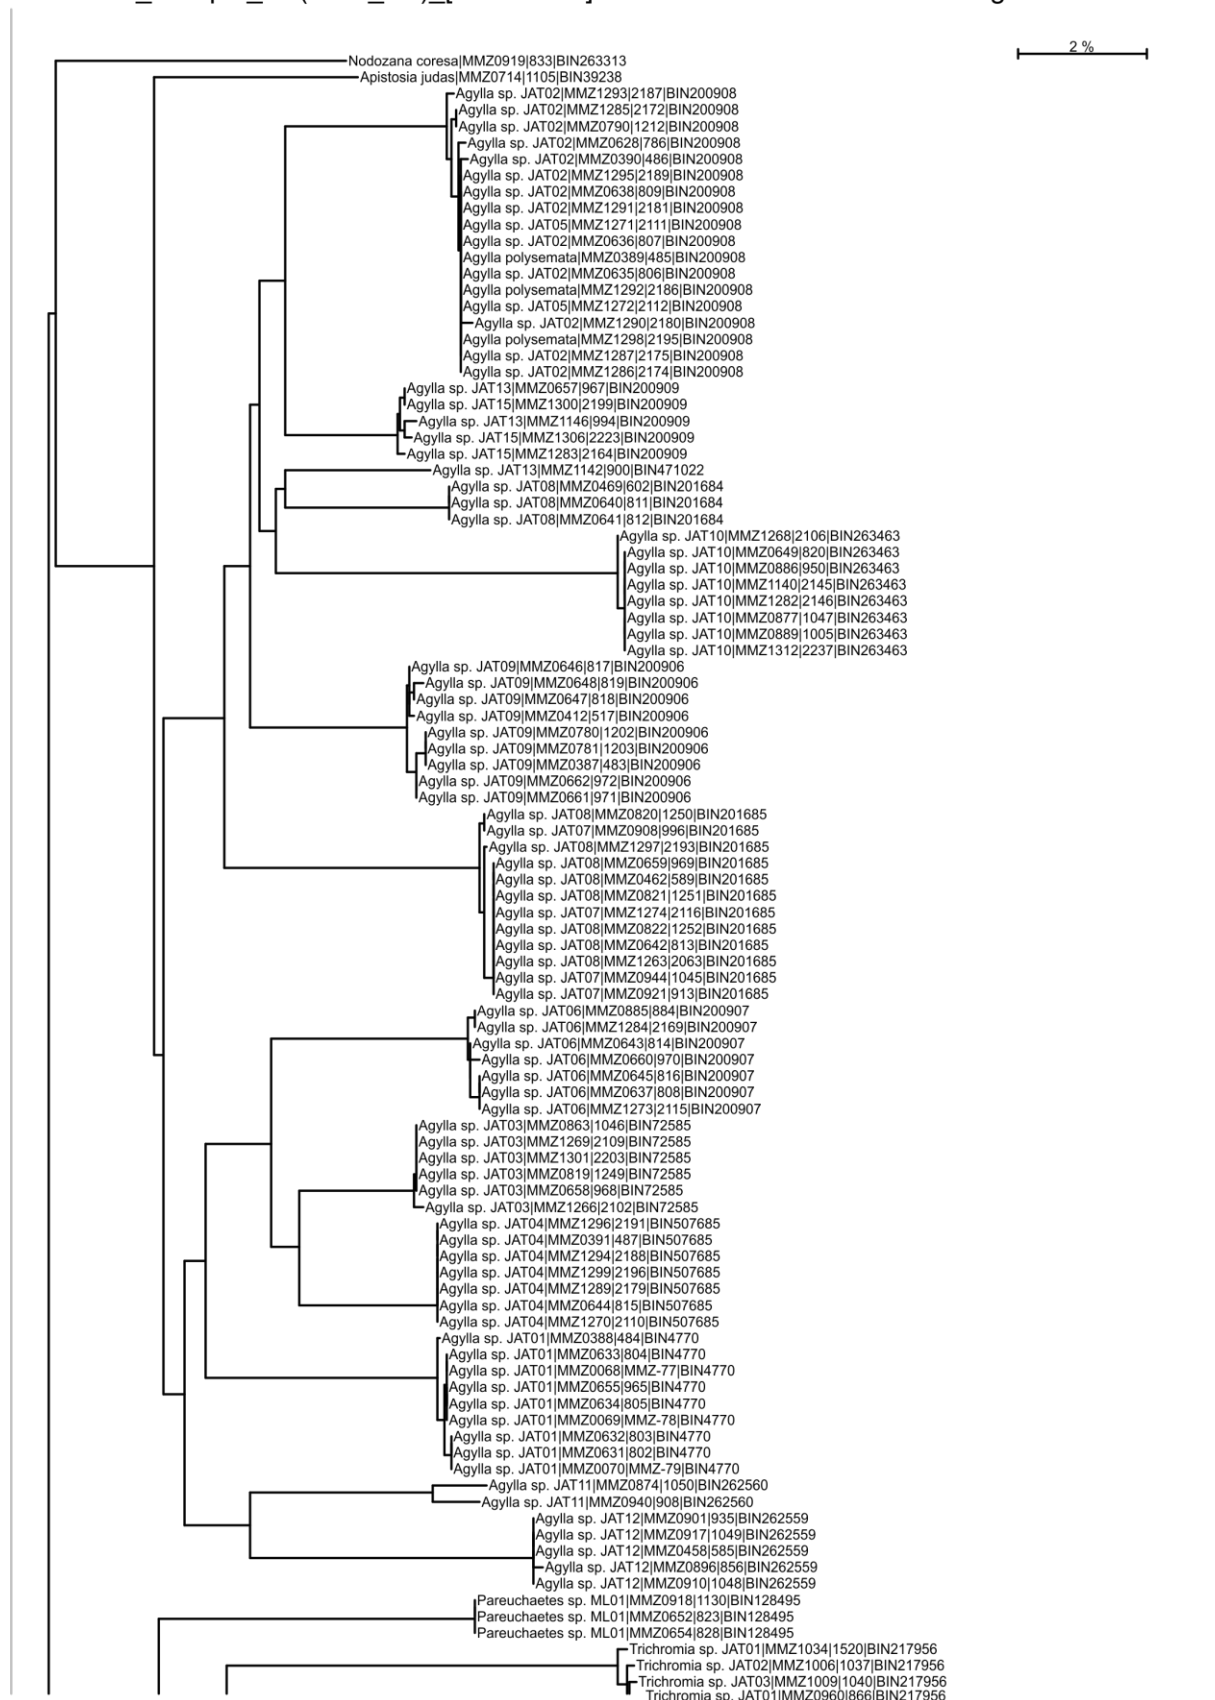 2 %
Nodozana coresa|MMZ0919|833|BIN263313
Apistosia judas|MMZ0714|1105|BIN39238
Agylla sp. JAT02|MMZ1293|2187|BIN200908
Agylla sp. JAT02|MMZ1285|2172|BIN200908
Agylla sp. JAT02|MMZ0790|1212|BIN200908
Agylla sp. JAT02|MMZ0628|786|BIN200908
Agylla sp. JAT02|MMZ0390|486|BIN200908
Agylla sp. JAT02|MMZ1295|2189|BIN200908
Agylla sp. JAT02|MMZ0638|809|BIN200908
Agylla sp. JAT02|MMZ1291|2181|BIN200908
Agylla sp. JAT05|MMZ1271|2111|BIN200908
Agylla sp. JAT02|MMZ0636|807|BIN200908
Agylla polysemata|MMZ0389|485|BIN200908
Agylla sp. JAT02|MMZ0635|806|BIN200908
Agylla polysemata|MMZ1292|2186|BIN200908
Agylla sp. JAT05|MMZ1272|2112|BIN200908
Agylla sp. JAT02|MMZ1290|2180|BIN200908
Agylla polysemata|MMZ1298|2195|BIN200908
Agylla sp. JAT02|MMZ1287|2175|BIN200908
Agylla sp. JAT02|MMZ1286|2174|BIN200908
Agylla sp. JAT13|MMZ0657|967|BIN200909
Agylla sp. JAT15|MMZ1300|2199|BIN200909
Agylla sp. JAT13|MMZ1146|994|BIN200909
Agylla sp. JAT15|MMZ1306|2223|BIN200909
Agylla sp. JAT15|MMZ1283|2164|BIN200909
Agylla sp. JAT13|MMZ1142|900|BIN471022
Agylla sp. JAT08|MMZ0469|602|BIN201684
Agylla sp. JAT08|MMZ0640|811|BIN201684
Agylla sp. JAT08|MMZ0641|812|BIN201684
Agylla sp. JAT10|MMZ1268|2106|BIN263463
Agylla sp. JAT10|MMZ0649|820|BIN263463
Agylla sp. JAT10|MMZ0886|950|BIN263463
Agylla sp. JAT10|MMZ1140|2145|BIN263463
Agylla sp. JAT10|MMZ1282|2146|BIN263463
Agylla sp. JAT10|MMZ0877|1047|BIN263463
Agylla sp. JAT10|MMZ0889|1005|BIN263463
Agylla sp. JAT10|MMZ1312|2237|BIN263463
Agylla sp. JAT09|MMZ0646|817|BIN200906
Agylla sp. JAT09|MMZ0648|819|BIN200906
Agylla sp. JAT09|MMZ0647|818|BIN200906
Agylla sp. JAT09|MMZ0412|517|BIN200906
Agylla sp. JAT09|MMZ0780|1202|BIN200906
Agylla sp. JAT09|MMZ0781|1203|BIN200906
Agylla sp. JAT09|MMZ0387|483|BIN200906
Agylla sp. JAT09|MMZ0662|972|BIN200906
Agylla sp. JAT09|MMZ0661|971|BIN200906
Agylla sp. JAT08|MMZ0820|1250|BIN201685
Agylla sp. JAT07|MMZ0908|996|BIN201685
Agylla sp. JAT08|MMZ1297|2193|BIN201685
Agylla sp. JAT08|MMZ0659|969|BIN201685
Agylla sp. JAT08|MMZ0462|589|BIN201685
Agylla sp. JAT08|MMZ0821|1251|BIN201685
Agylla sp. JAT07|MMZ1274|2116|BIN201685
Agylla sp. JAT08|MMZ0822|1252|BIN201685
Agylla sp. JAT08|MMZ0642|813|BIN201685
Agylla sp. JAT08|MMZ1263|2063|BIN201685
Agylla sp. JAT07|MMZ0944|1045|BIN201685
Agylla sp. JAT07|MMZ0921|913|BIN201685
Agylla sp. JAT06|MMZ0885|884|BIN200907
Agylla sp. JAT06|MMZ1284|2169|BIN200907
Agylla sp. JAT06|MMZ0643|814|BIN200907
Agylla sp. JAT06|MMZ0660|970|BIN200907
Agylla sp. JAT06|MMZ0645|816|BIN200907
Agylla sp. JAT06|MMZ0637|808|BIN200907
Agylla sp. JAT06|MMZ1273|2115|BIN200907
Agylla sp. JAT03|MMZ0863|1046|BIN72585
Agylla sp. JAT03|MMZ1269|2109|BIN72585
Agylla sp. JAT03|MMZ1301|2203|BIN72585
Agylla sp. JAT03|MMZ0819|1249|BIN72585
Agylla sp. JAT03|MMZ0658|968|BIN72585
Agylla sp. JAT03|MMZ1266|2102|BIN72585
Agylla sp. JAT04|MMZ1296|2191|BIN507685
Agylla sp. JAT04|MMZ0391|487|BIN507685
Agylla sp. JAT04|MMZ1294|2188|BIN507685
Agylla sp. JAT04|MMZ1299|2196|BIN507685
Agylla sp. JAT04|MMZ1289|2179|BIN507685
Agylla sp. JAT04|MMZ0644|815|BIN507685
Agylla sp. JAT04|MMZ1270|2110|BIN507685
Agylla sp. JAT01|MMZ0388|484|BIN4770
Agylla sp. JAT01|MMZ0633|804|BIN4770
Agylla sp. JAT01|MMZ0068|MMZ-77|BIN4770
Agylla sp. JAT01|MMZ0655|965|BIN4770
Agylla sp. JAT01|MMZ0634|805|BIN4770
Agylla sp. JAT01|MMZ0069|MMZ-78|BIN4770
Agylla sp. JAT01|MMZ0632|803|BIN4770
Agylla sp. JAT01|MMZ0631|802|BIN4770
Agylla sp. JAT01|MMZ0070|MMZ-79|BIN4770
Agylla sp. JAT11|MMZ0874|1050|BIN262560
Agylla sp. JAT11|MMZ0940|908|BIN262560
Agylla sp. JAT12|MMZ0901|935|BIN262559
Agylla sp. JAT12|MMZ0917|1049|BIN262559
Agylla sp. JAT12|MMZ0458|585|BIN262559
Agylla sp. JAT12|MMZ0896|856|BIN262559
Agylla sp. JAT12|MMZ0910|1048|BIN262559
Pareuchaetes sp. ML01|MMZ0918|1130|BIN128495
Pareuchaetes sp. ML01|MMZ0652|823|BIN128495
Pareuchaetes sp. ML01|MMZ0654|828|BIN128495
Trichromia sp. JAT01|MMZ1034|1520|BIN217956
Trichromia sp. JAT02|MMZ1006|1037|BIN217956
Trichromia sp. JAT03|MMZ1009|1040|BIN217956
Trichromia sp. JAT01|MMZ0960|866|BIN217956